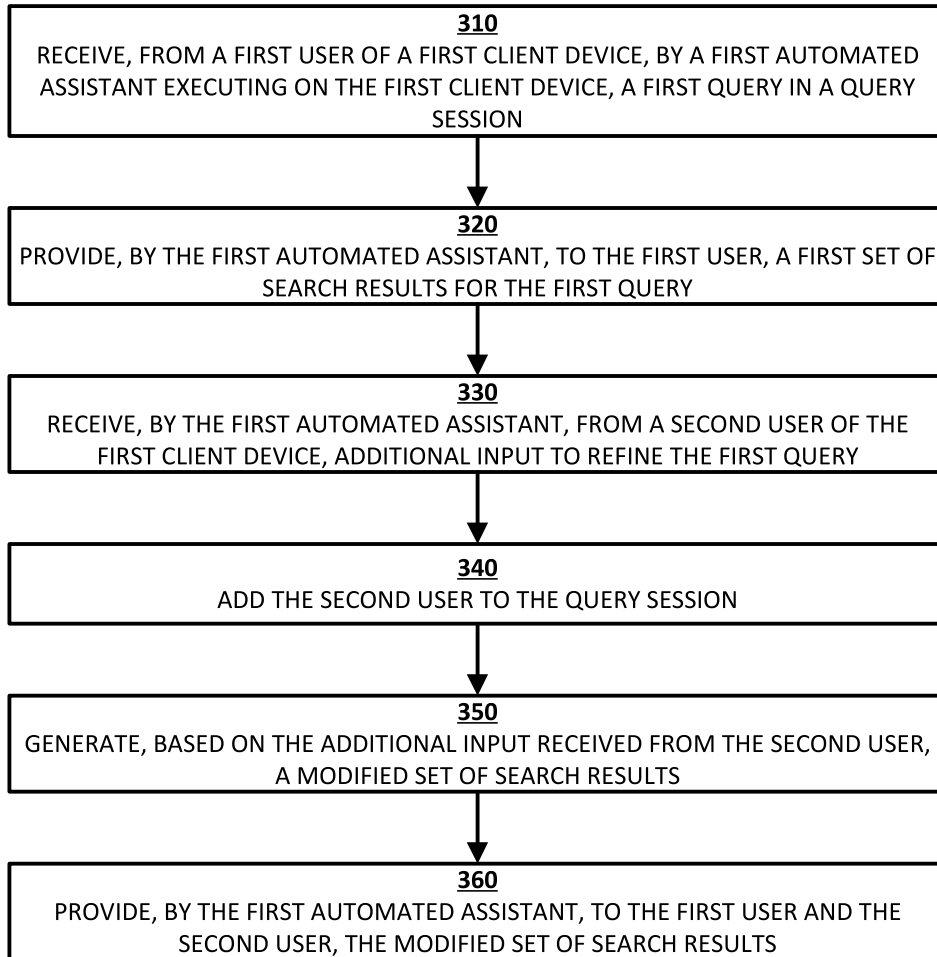 310
RECEIVE, FROM A FIRST USER OF A FIRST CLIENT DEVICE, BY A FIRST AUTOMATED
ASSISTANT EXECUTING ON THE FIRST CLIENT DEVICE, A FIRST QUERY IN A QUERY
SESSION
320
PROVIDE, BY THE FIRST AUTOMATED ASSISTANT, TO THE FIRST USER, A FIRST SET OF
SEARCH RESULTS FOR THE FIRST QUERY
330
RECEIVE, BY THE FIRST AUTOMATED ASSISTANT, FROM A SECOND USER OF THE
FIRST CLIENT DEVICE, ADDITIONAL INPUT TO REFINE THE FIRST QUERY
340
ADD THE SECOND USER TO THE QUERY SESSION
350
GENERATE, BASED ON THE ADDITIONAL INPUT RECEIVED FROM THE SECOND USER,
A MODIFIED SET OF SEARCH RESULTS
360
PROVIDE, BY THE FIRST AUTOMATED ASSISTANT, TO THE FIRST USER AND THE
SECOND USER, THE MODIFIED SET OF SEARCH RESULTS